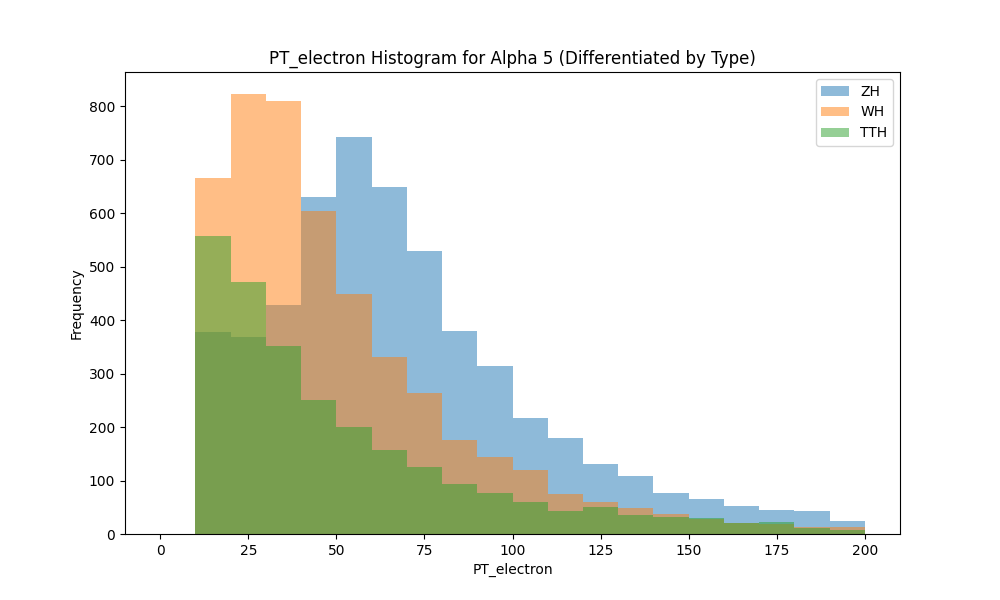 PT_electron Histogram for Alpha 5 (Differentiated by Type)
ZH
WH
TTH
Frequency
800
700
600
500
400
300
200
100
0
0 25 50 75 100 125 150 175 200
PT_electron